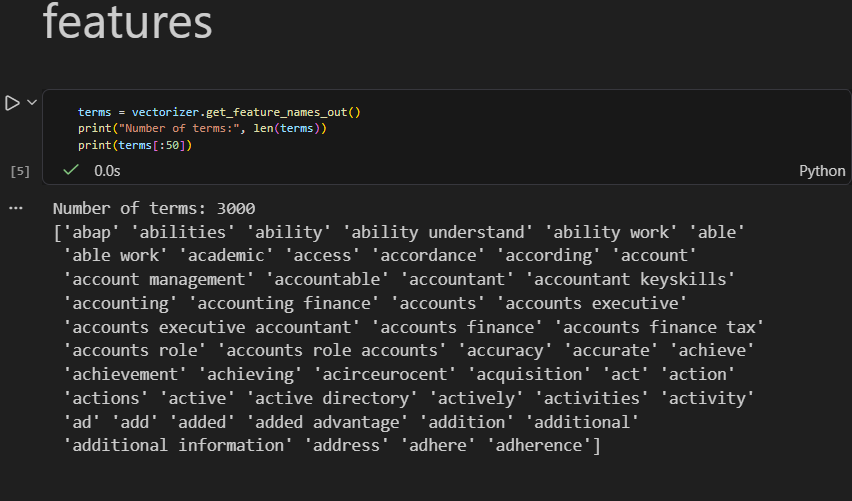 features
terms = vectorizer.get_feature_names_out()
print("Number of terms:", len(terms))
print(terms[:50])
[5]
0.0s
Python
...
Number of terms: 3000
['abap' 'abilities' 'ability' 'ability understand' 'ability work' 'able'
'able work' 'academic' 'access' 'accordance' 'according' 'account'
'account management' 'accountable' 'accountant' 'accountant keyskills'
'accounting' 'accounting finance' 'accounts' 'accounts executive'
'accounts executive accountant' 'accounts finance' 'accounts finance tax'
'accounts role' 'accounts role accounts' 'accuracy' 'accurate' 'achieve'
'achievement' 'achieving' 'acirceurocent' 'acquisition' 'act' 'action'
'actions' 'active' 'active directory' 'actively' 'activities' 'activity'
'ad' 'add' 'added' 'added advantage' 'addition' 'additional'
'additional information' 'address' 'adhere' 'adherence']